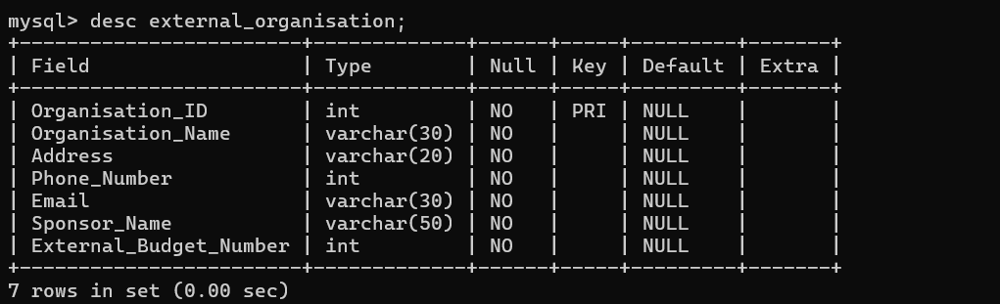 mysql> desc external_organisation;
+------------------------+-------------+------+-----+---------+-------+
| Field                  | Type        | Null | Key | Default | Extra |
+------------------------+-------------+------+-----+---------+-------+
| Organisation_ID        | int         | NO   | PRI | NULL    |       |
| Organisation_Name      | varchar(30) | NO   |     | NULL    |       |
| Address                | varchar(20) | NO   |     | NULL    |       |
| Phone_Number           | int         | NO   |     | NULL    |       |
| Email                  | varchar(30) | NO   |     | NULL    |       |
| Sponsor_Name           | varchar(50) | NO   |     | NULL    |       |
| External_Budget_Number | int         | NO   |     | NULL    |       |
+------------------------+-------------+------+-----+---------+-------+
7 rows in set (0.00 sec)